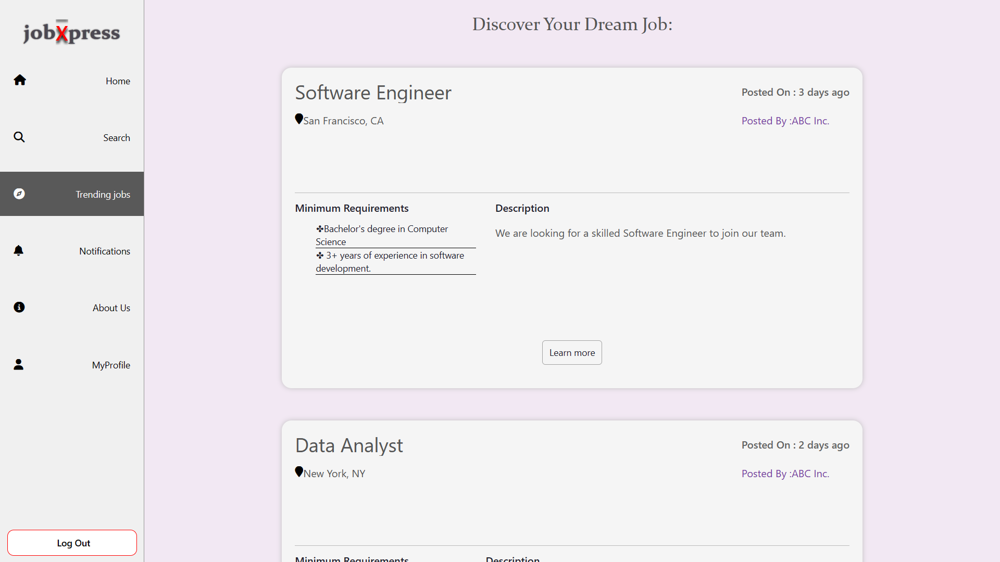 jobXpress
Home
Search
Trending jobs
Notifications
About Us
MyProfile
Log Out
Discover Your Dream Job:
Software Engineer
Posted On : 3 days ago
San Francisco, CA
Posted By :ABC Inc.
Minimum Requirements
✤Bachelor's degree in Computer
Science
✤ 3+ years of experience in software
development.
Description
We are looking for a skilled Software Engineer to join our team.
Learn more
Data Analyst
Posted On : 2 days ago
New York, NY
Posted By :ABC Inc.
Minimum Requirements
Description